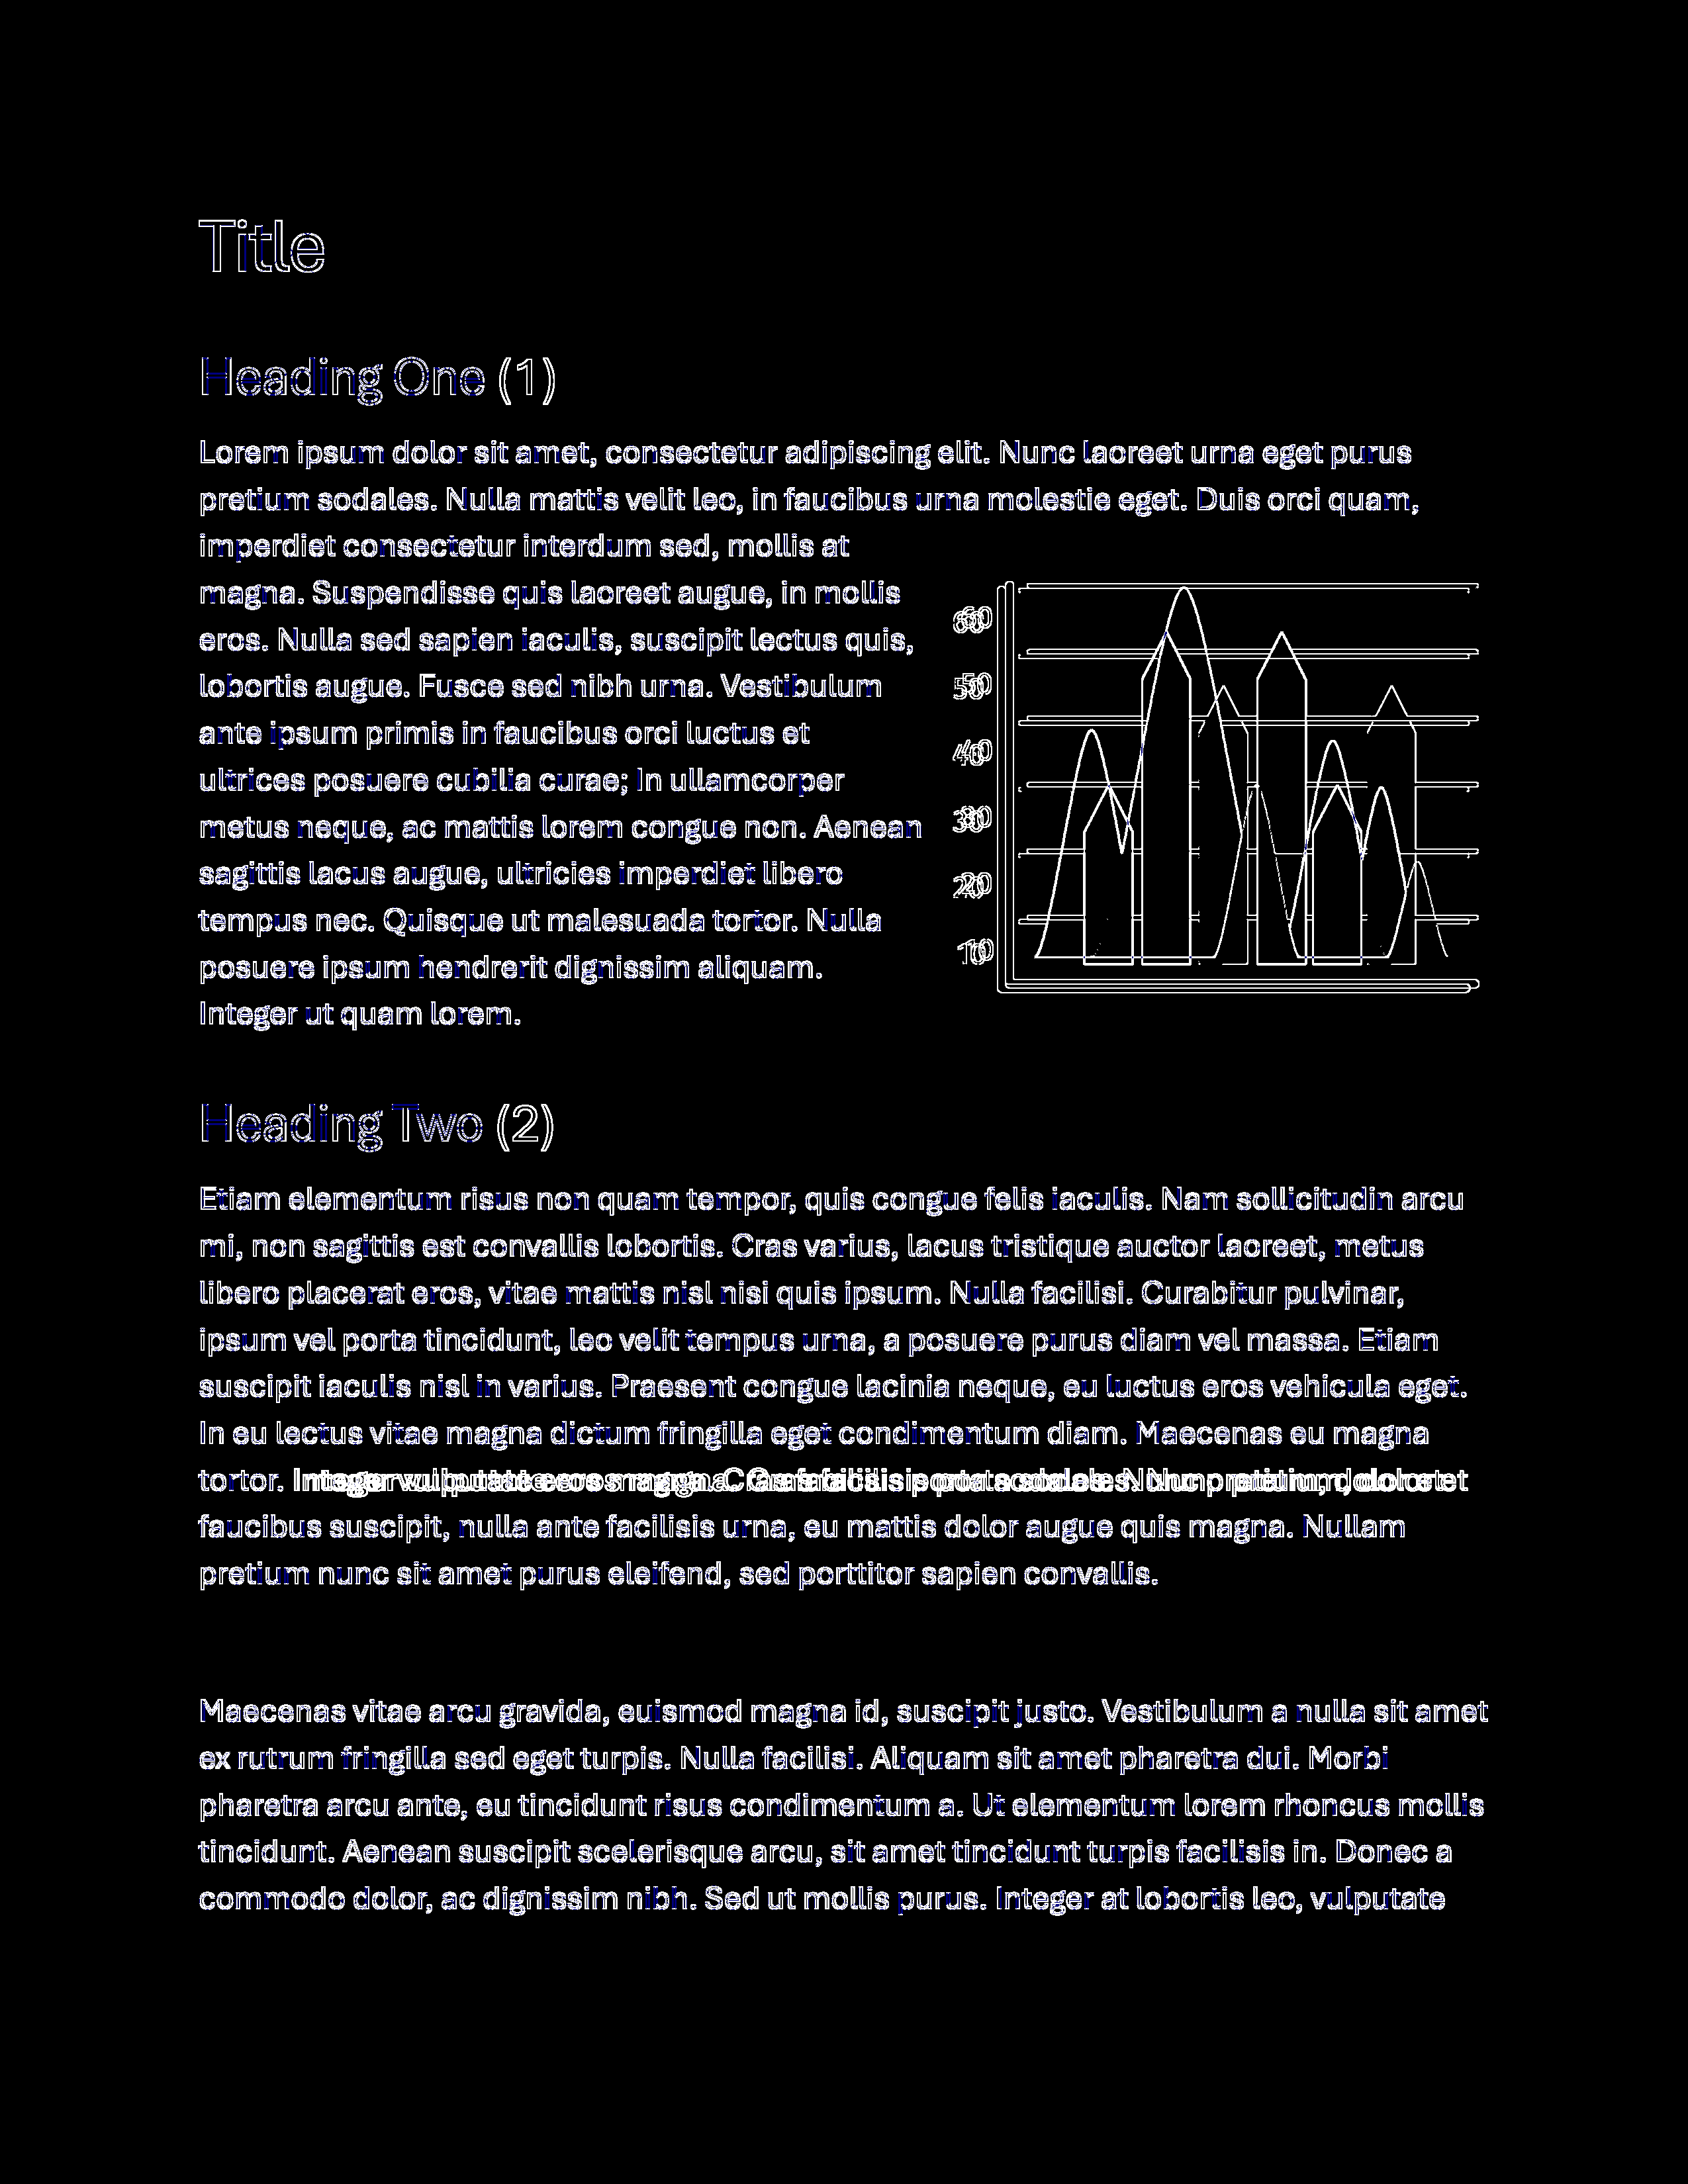 Title
Heading One (1)
Lorem ipsum dolor sit amet, consectetur adipiscing elit. Nunc laoreet urna eget purus
pretium sodales. Nulla mattis velit leo, in faucibus urna molestie eget. Duis orci quam,
imperdiet consectetur interdum sed, mollis at
magna. Suspendisse quis laoreet augue, in mollis
eros. Nulla sed sapien iaculis, suscipit lectus quis,
lobortis augue. Fusce sed nibh urna. Vestibulum
ante ipsum primis in faucibus orci luctus et
ultrices posuere cubilia curae; In ullamcorper
metus neque, ac mattis lorem congue non. Aenean
sagittis lacus augue, ultricies imperdiet libero
tempus nec. Quisque ut malesuada tortor. Nulla
posuere ipsum hendrerit dignissim aliquam.
Integer ut quam lorem.
60
50
40
30
20
10
Heading Two (2)
Etiam elementum risus non quam tempor, quis congue felis iaculis. Nam sollicitudin arcu
mi, non sagittis est convallis lobortis. Cras varius, lacus tristique auctor laoreet, metus
libero placerat eros, vitae mattis nisl nisi quis ipsum. Nulla facilisi. Curabitur pulvinar,
ipsum vel porta tincidunt, leo velit tempus urna, a posuere purus diam vel massa. Etiam
suscipit iaculis nisl in varius. Praesent congue lacinia neque, eu luctus eros vehicula eget.
In eu lectus vitae magna dictum fringilla eget condimentum diam. Maecenas eu magna
tortor. Integer vulputate eros magna. Cras facilisis porta sodales. Nunc pretium, dolor et
faucibus suscipit, nulla ante facilisis urna, eu mattis dolor augue quis magna. Nullam
pretium nunc sit amet purus eleifend, sed porttitor sapien convallis.
Maecenas vitae arcu gravida, euismod magna id, suscipit justo. Vestibulum a nulla sit amet
ex rutrum fringilla sed eget turpis. Nulla facilisi. Aliquam sit amet pharetra dui. Morbi
pharetra arcu ante, eu tincidunt risus condimentum a. Ut elementum lorem rhoncus mollis
tincidunt. Aenean suscipit scelerisque arcu, sit amet tincidunt turpis facilisis in. Donec a
commodo dolor, ac dignissim nibh. Sed ut mollis purus. Integer at lobortis leo, vulputate